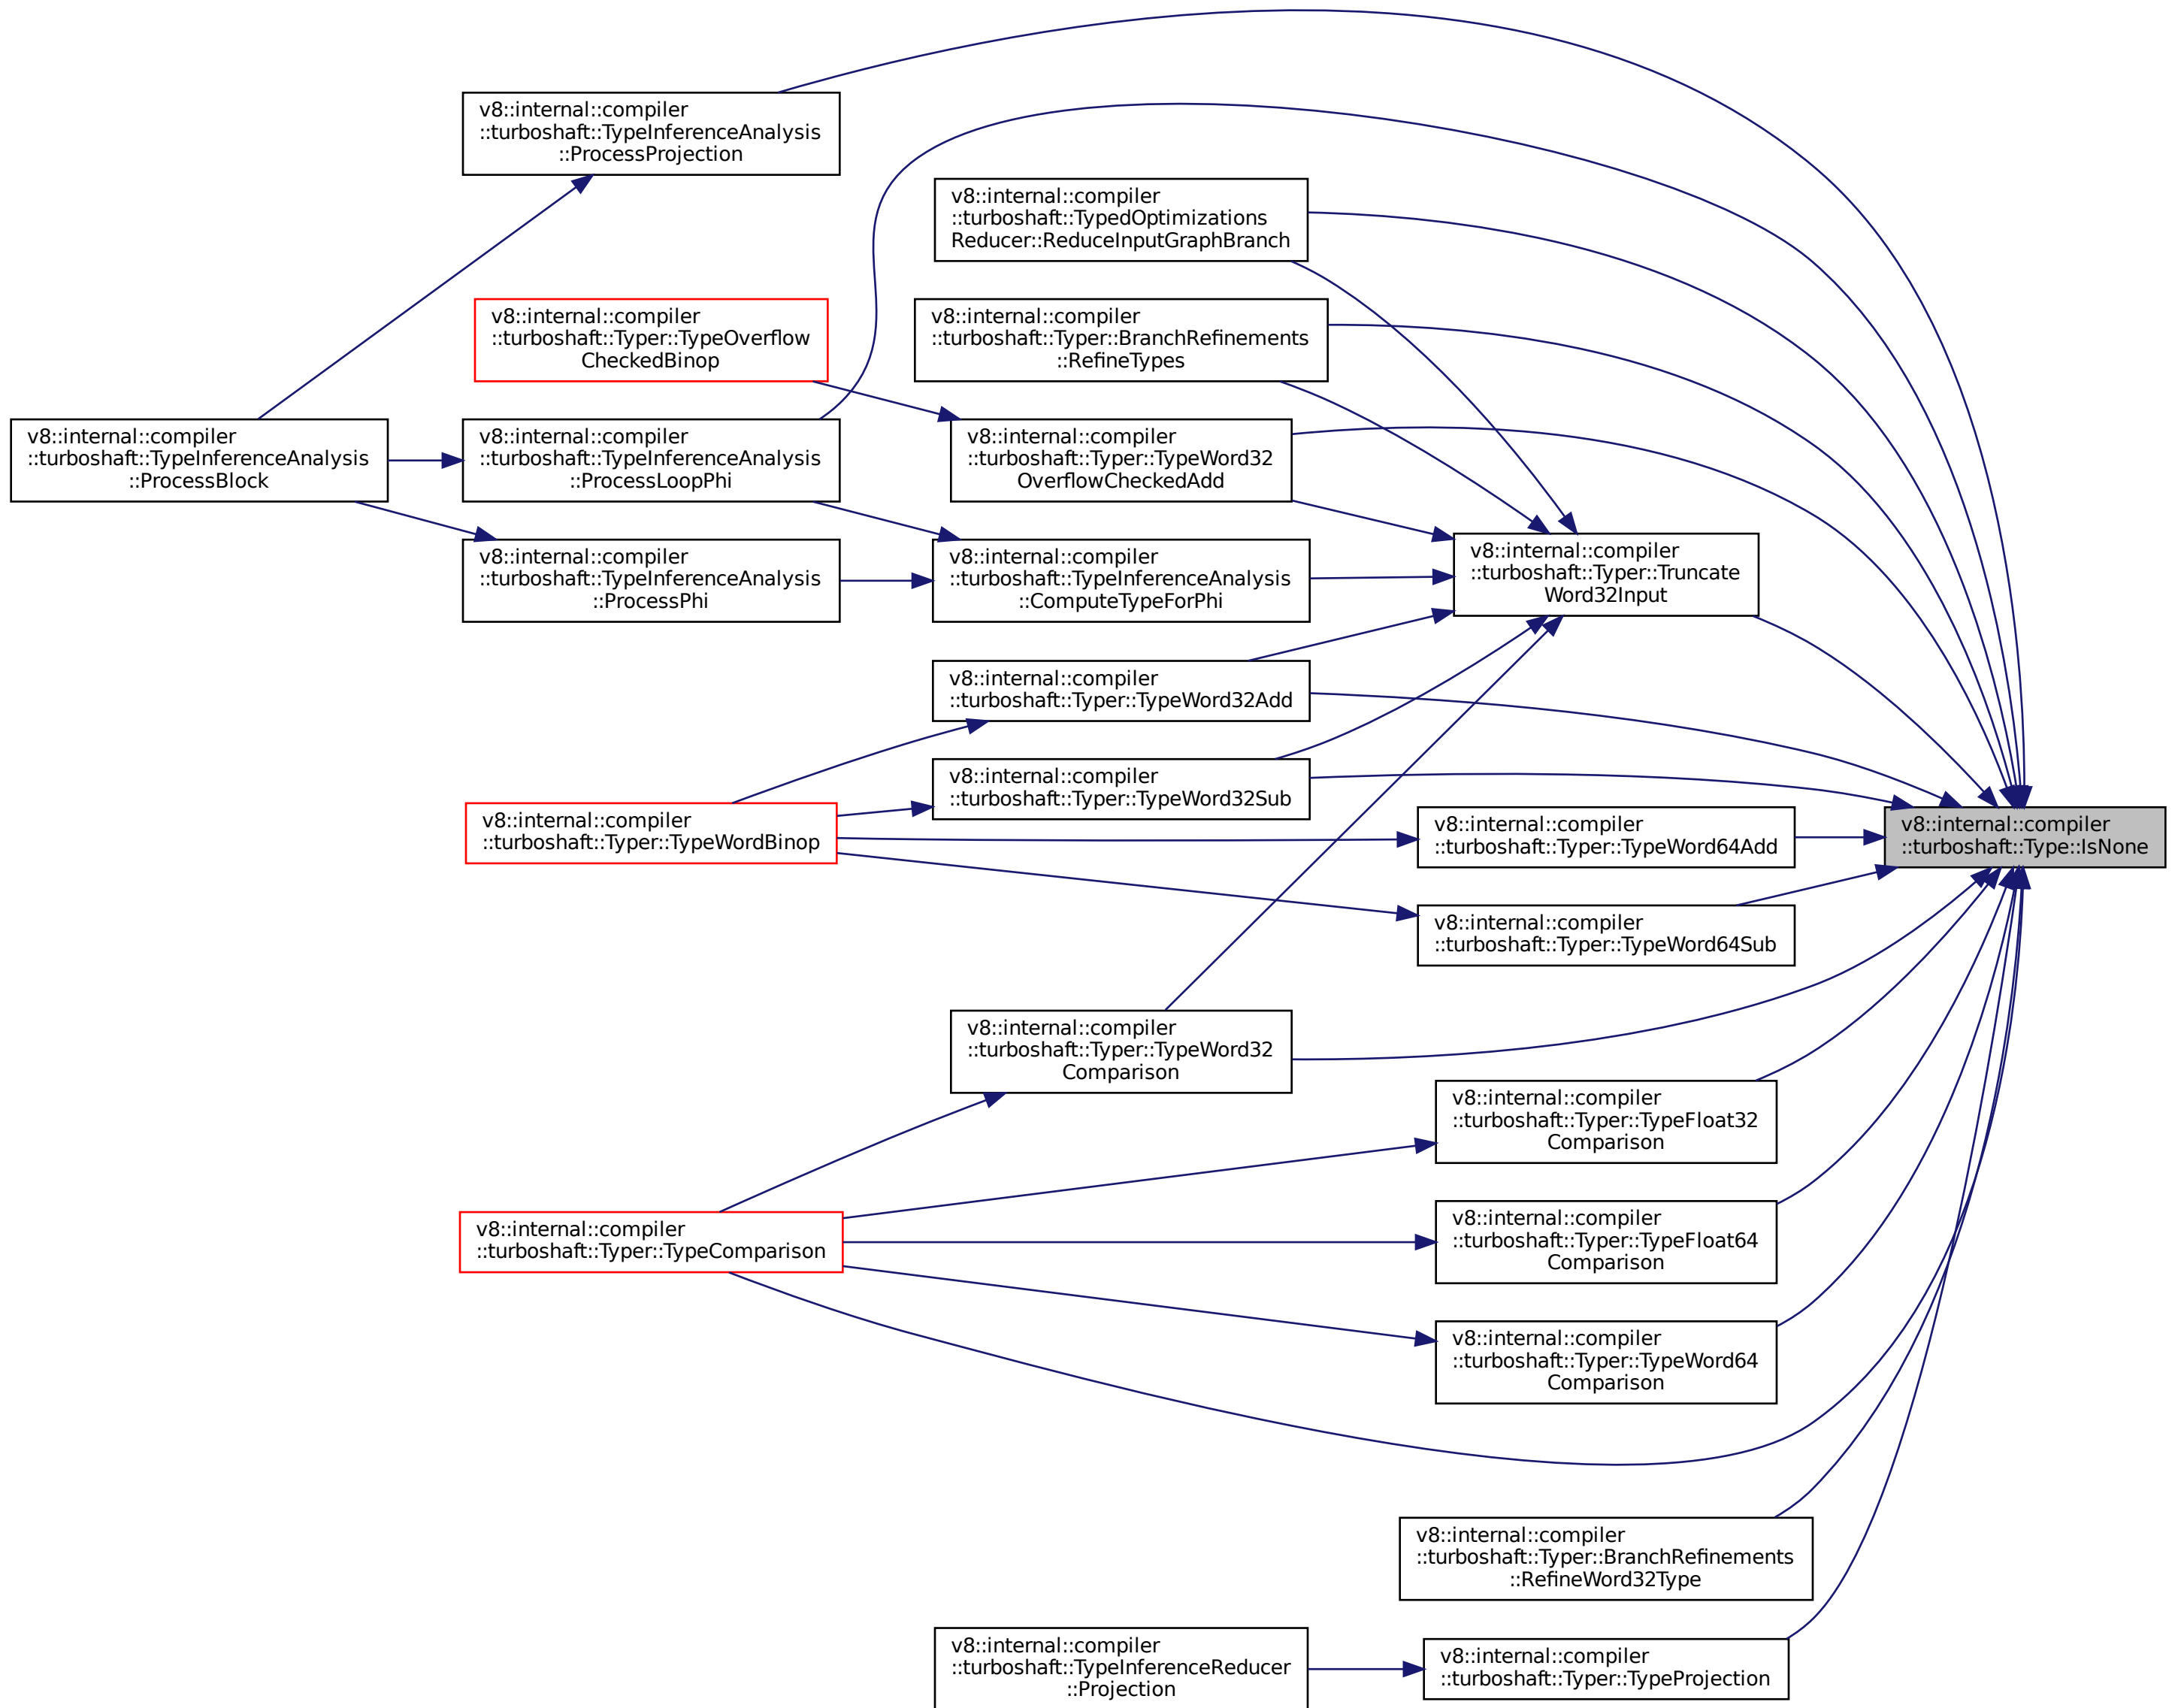 v8::internal::compiler
::turboshaft::TypeInferenceAnalysis
::ProcessProjection
v8::internal::compiler
::turboshaft::TypedOptimizations
Reducer::ReduceInputGraphBranch
v8::internal::compiler
::turboshaft::Typer::TypeOverflow
CheckedBinop
v8::internal::compiler
::turboshaft::Typer::BranchRefinements
::RefineTypes
v8::internal::compiler
::turboshaft::TypeInferenceAnalysis
::ProcessBlock
v8::internal::compiler
::turboshaft::TypeInferenceAnalysis
::ProcessLoopPhi
v8::internal::compiler
::turboshaft::Typer::TypeWord32
OverflowCheckedAdd
v8::internal::compiler
::turboshaft::TypeInferenceAnalysis
::ProcessPhi
v8::internal::compiler
::turboshaft::TypeInferenceAnalysis
::ComputeTypeForPhi
v8::internal::compiler
::turboshaft::Typer::Truncate
Word32Input
v8::internal::compiler
::turboshaft::Typer::TypeWord32Add
v8::internal::compiler
::turboshaft::Typer::TypeWord32Sub
v8::internal::compiler
::turboshaft::Typer::TypeWordBinop
v8::internal::compiler
::turboshaft::Typer::TypeWord64Add
v8::internal::compiler
::turboshaft::Type::IsNone
v8::internal::compiler
::turboshaft::Typer::TypeWord64Sub
v8::internal::compiler
::turboshaft::Typer::TypeWord32
Comparison
v8::internal::compiler
::turboshaft::Typer::TypeFloat32
Comparison
v8::internal::compiler
::turboshaft::Typer::TypeComparison
v8::internal::compiler
::turboshaft::Typer::TypeFloat64
Comparison
v8::internal::compiler
::turboshaft::Typer::TypeWord64
Comparison
v8::internal::compiler
::turboshaft::Typer::BranchRefinements
::RefineWord32Type
v8::internal::compiler
::turboshaft::TypeInferenceReducer
::Projection
v8::internal::compiler
::turboshaft::Typer::TypeProjection